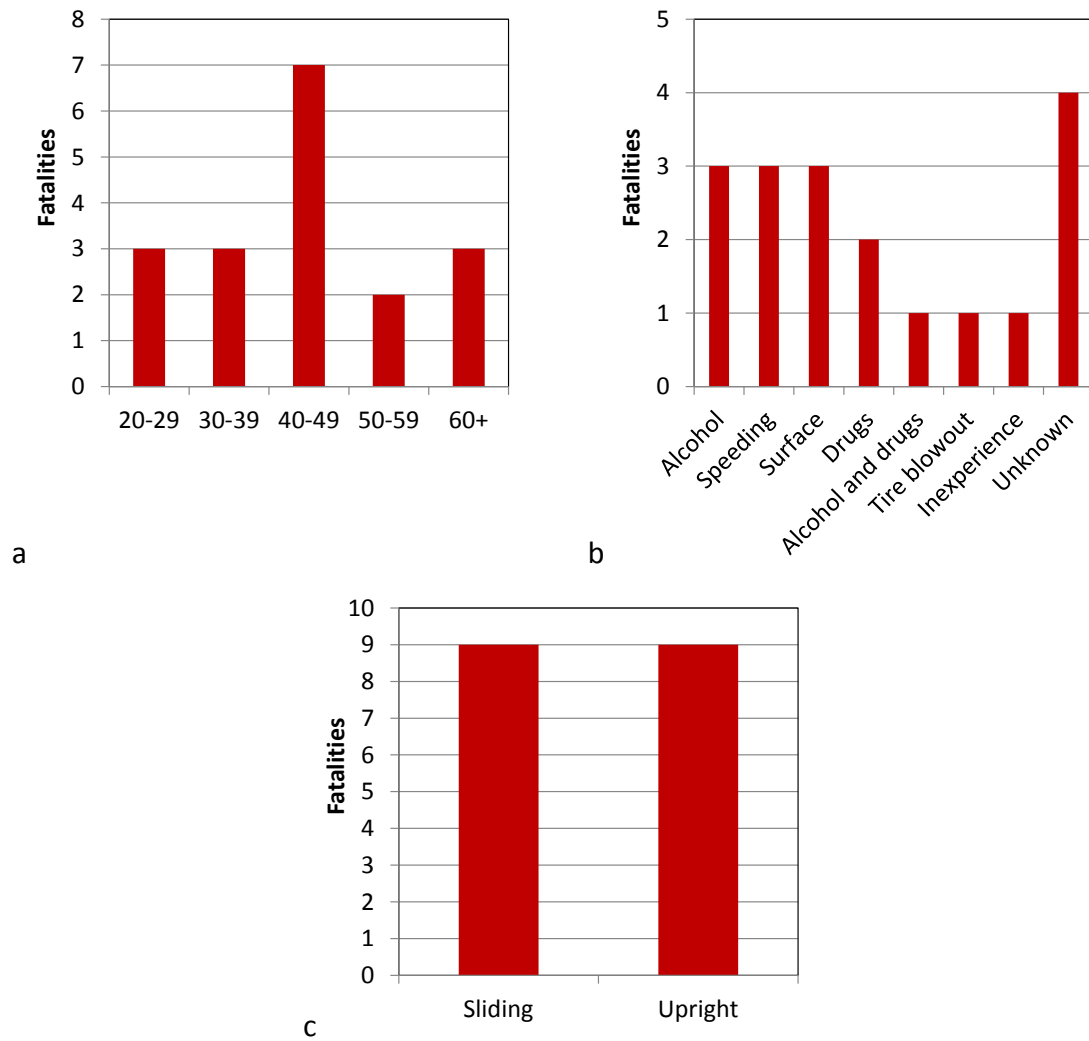 8
7
6
5
4
3
2
1
0
Fatalities
20-29 30-39 40-49 50-59 60+
a
5
4
3
2
1
0
Fatalities
Alcohol
Speeding
Surface
Drugs
Alcohol and drugs
Tire blowout
Inexperience
Unknown
b
10
9
8
7
6
5
4
3
2
1
0
Fatalities
Sliding Upright
c